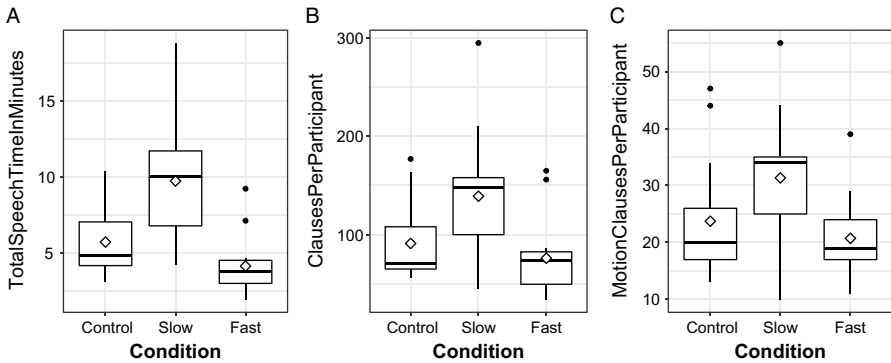 A
TotalSpeechTimeInMinutes
15
10
5
Control Slow Fast
Condition
B
ClausesPerParticipant
300
200
100
Control Slow Fast
Condition
C
MotionClausesPerParticipant
50
40
30
20
10
Control Slow Fast
Condition